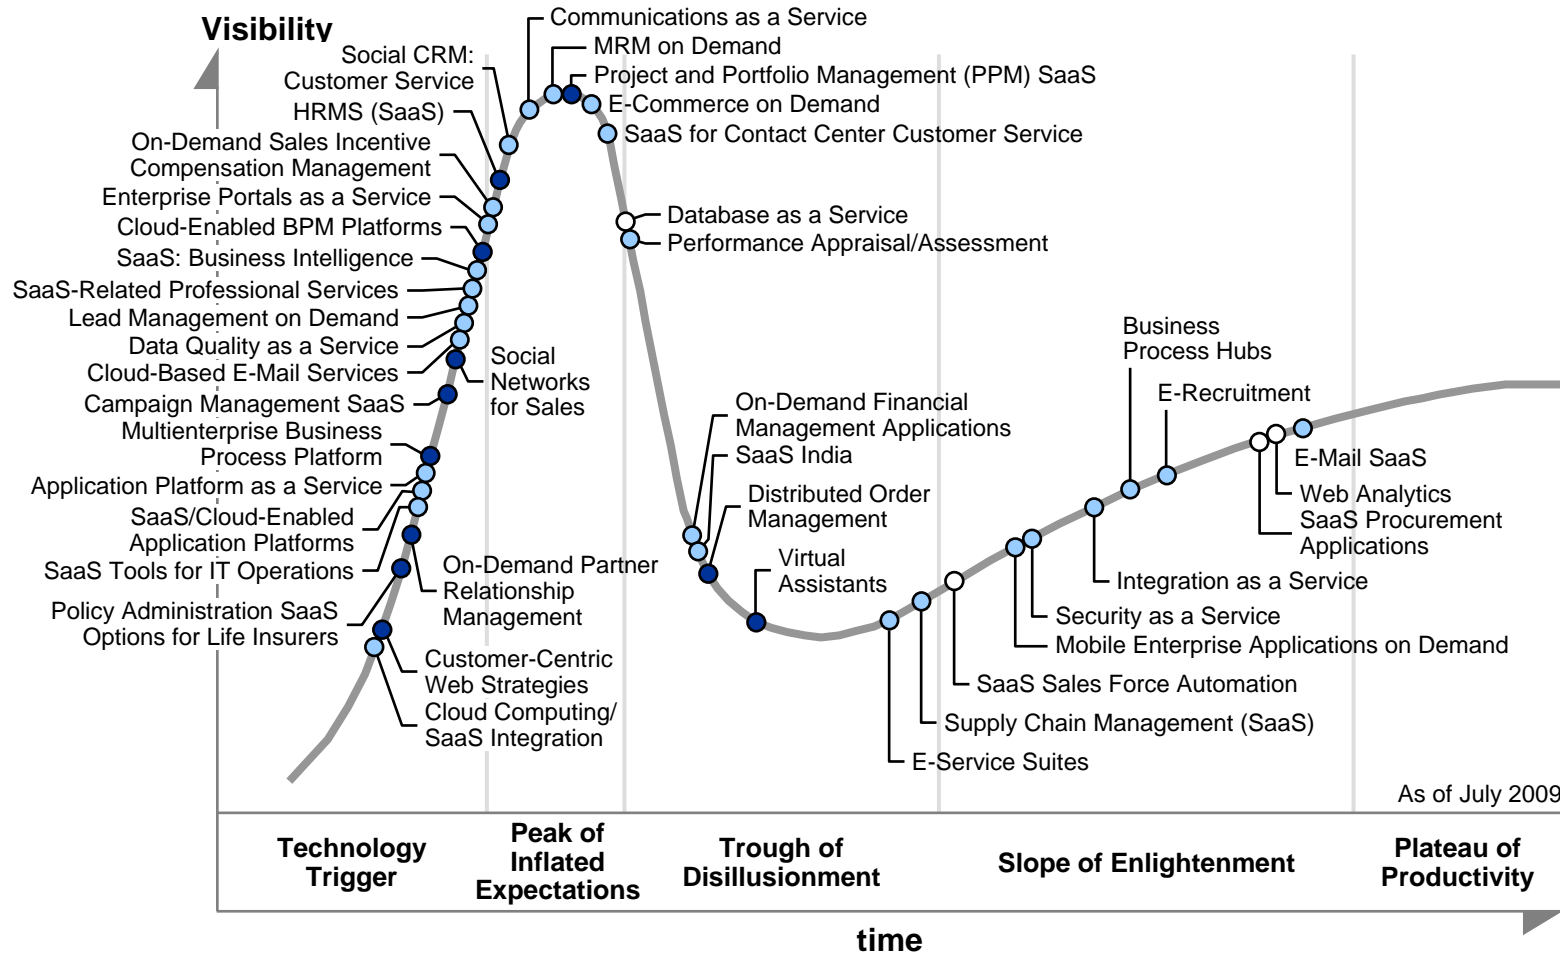 Visibility
Communications as a Service
MRM on Demand
Project and Portfolio Management (PPM) SaaS
E-Commerce on Demand
SaaS for Contact Center Customer Service
Social CRM:
Customer Service
HRMS (SaaS)
On-Demand Sales Incentive
Compensation Management
Enterprise Portals as a Service
Cloud-Enabled BPM Platforms
SaaS: Business Intelligence
SaaS-Related Professional Services
Lead Management on Demand
Data Quality as a Service
Cloud-Based E-Mail Services
Campaign Management SaaS
Multienterprise Business
Process Platform
Application Platform as a Service
SaaS/Cloud-Enabled
Application Platforms
SaaS Tools for IT Operations
Policy Administration SaaS
Options for Life Insurers
Social
Networks
for Sales
On-Demand Partner
Relationship
Management
Customer-Centric
Web Strategies
Cloud Computing/
SaaS Integration
Database as a Service
Performance Appraisal/Assessment
On-Demand Financial
Management Applications
SaaS India
Distributed Order
Management
Virtual
Assistants
Business
Process Hubs
E-Recruitment
E-Mail SaaS
Web Analytics
SaaS Procurement
Applications
Integration as a Service
Security as a Service
Mobile Enterprise Applications on Demand
SaaS Sales Force Automation
Supply Chain Management (SaaS)
E-Service Suites
As of July 2009
Technology
Trigger
Peak of
Inflated
Expectations
Trough of
Disillusionment
Slope of Enlightenment
Plateau of
Productivity
time